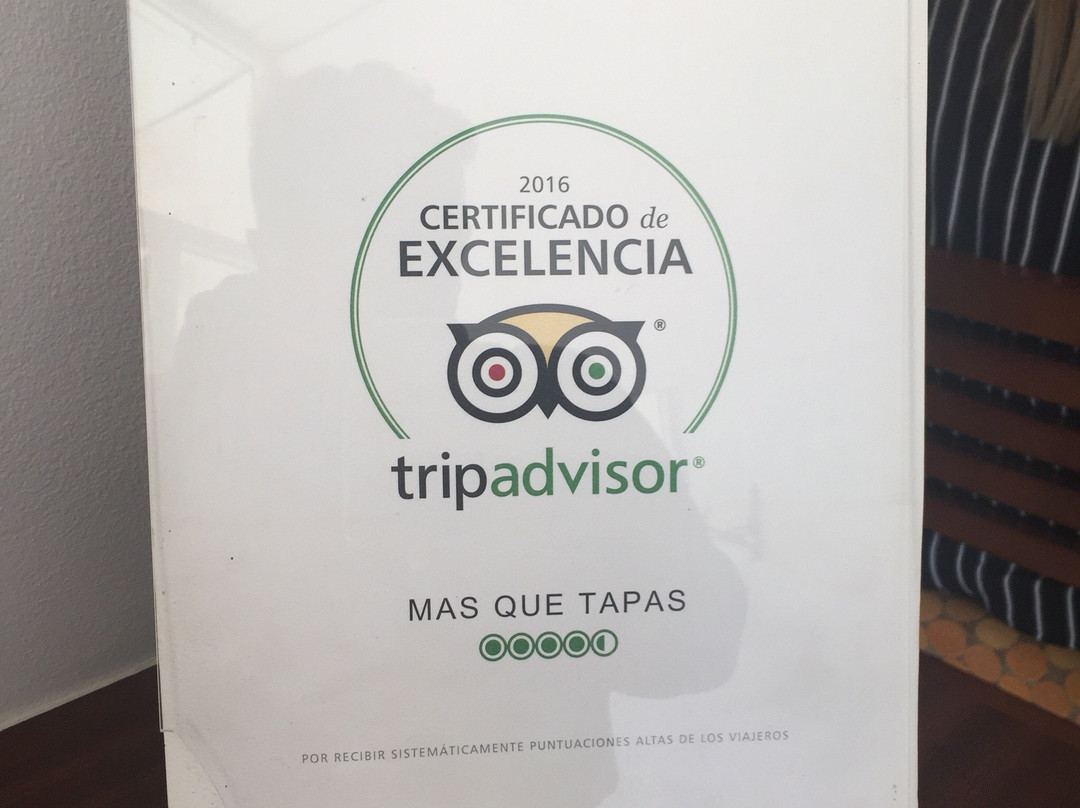 2016
CERTIFICADO de
EXCELENCIA
®
tripadvisor®
MAS QUE TAPAS
POR RECIBIR SISTEMÁTICAMENTE PUNTUACIONES ALTAS DE LOS VIAJEROS